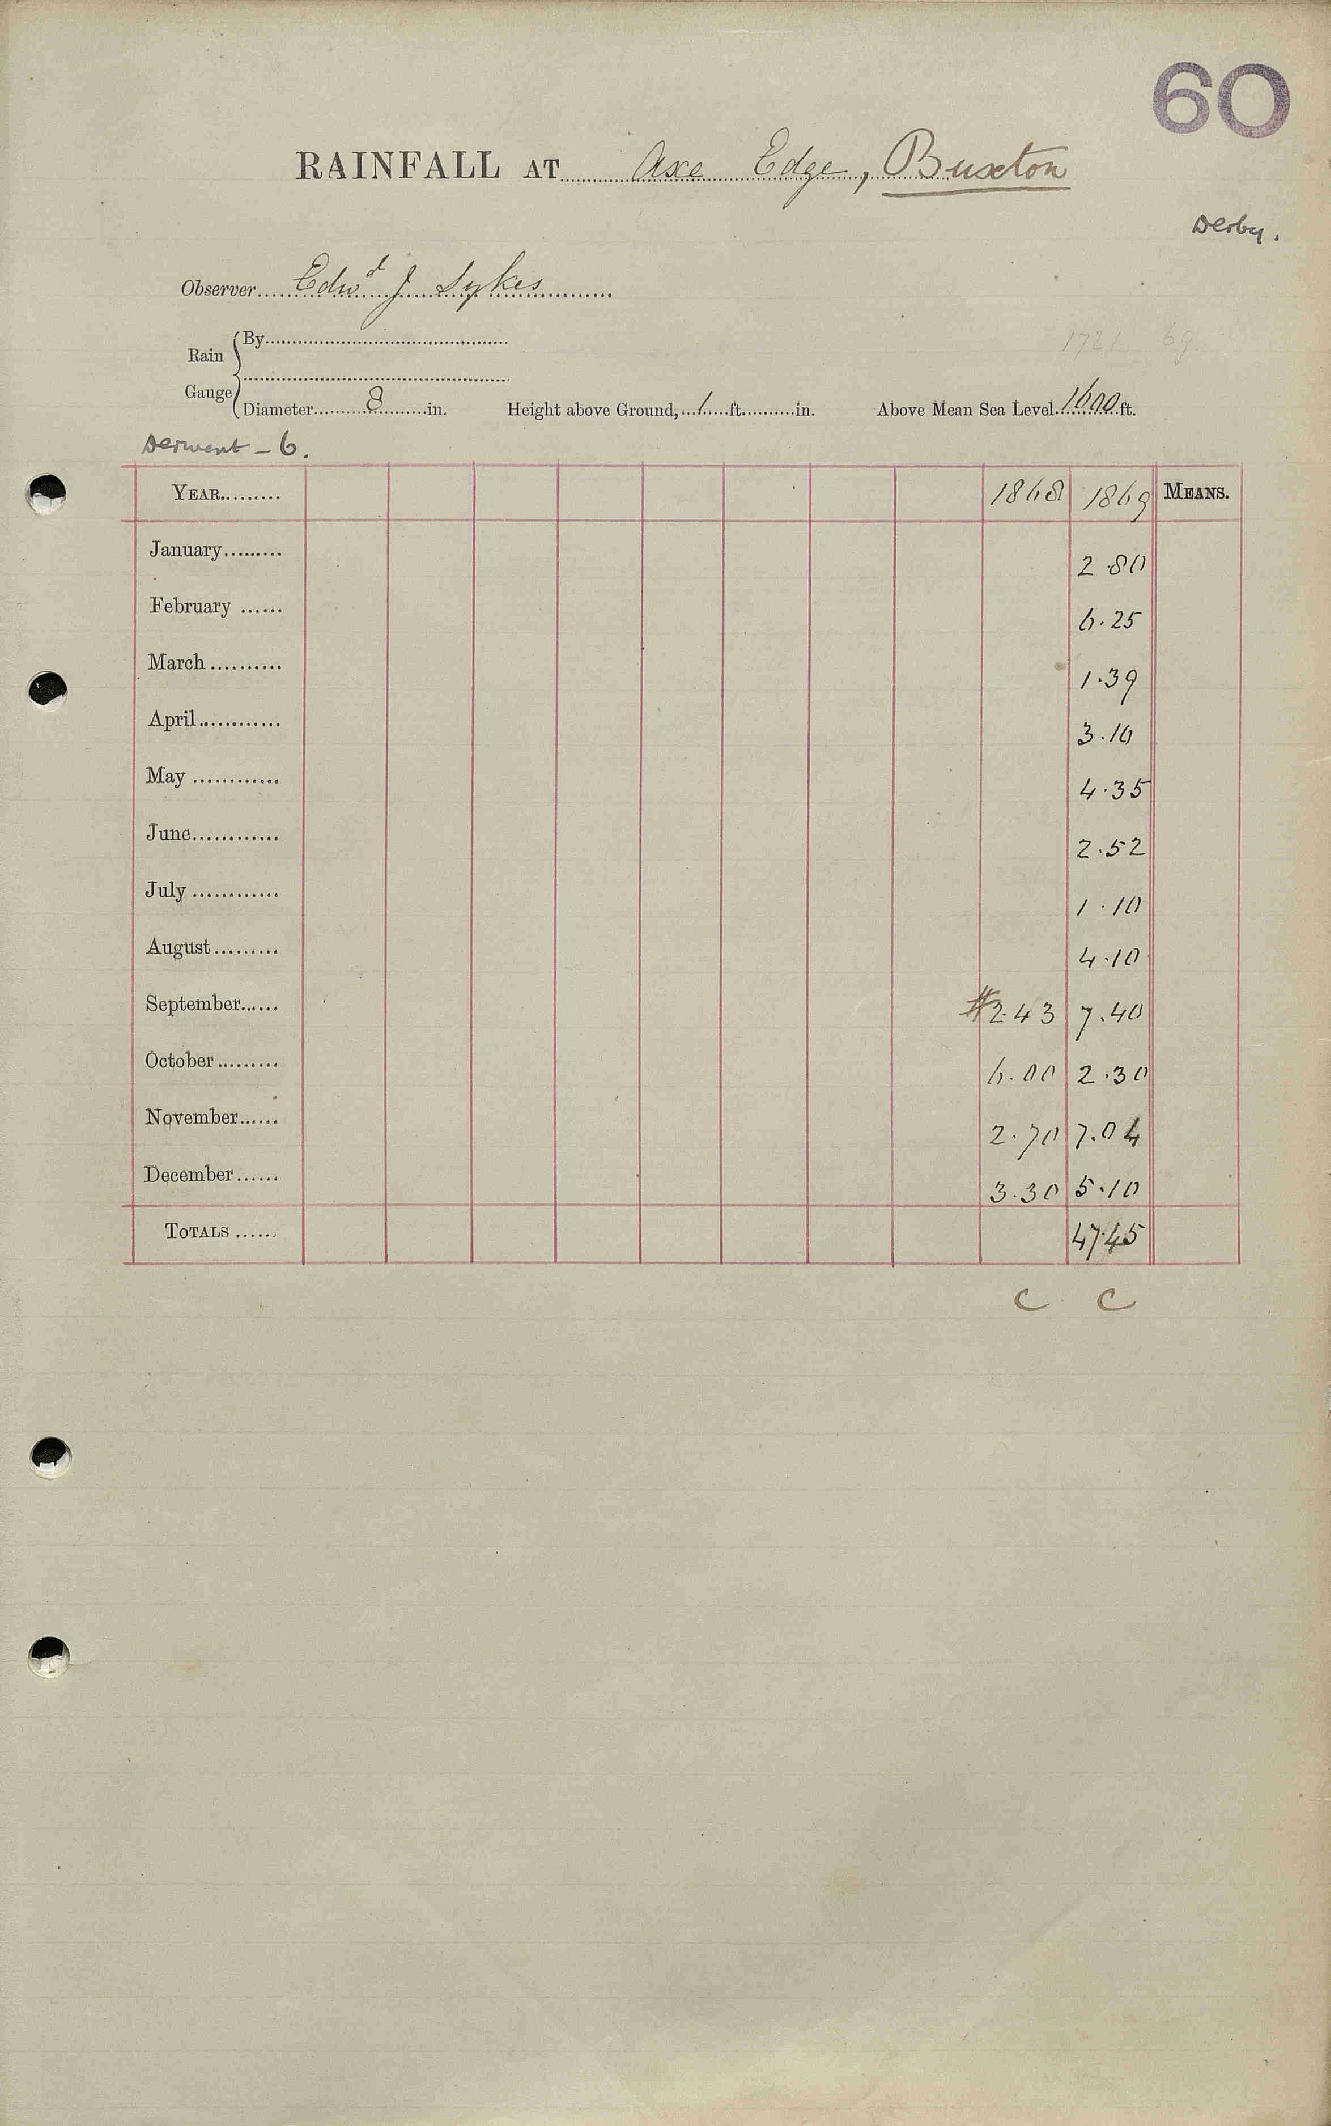 60
RAINFALL AT Axe Edge, Buxton
Derby.
Observer Edwd J Sykes
Rain Gauge
By
Diameter 8 in. Height above Ground, 1 ft. in. Above Mean Sea Level 1600 ft.
Derwent - 6.
YEAR 1868 1869 MEANS.
January 2.80
February 6.25
March 1.39
April 3.10
May 4.35
June 2.52
July 1.10
August 4.10
September #2.43 7.40
October 6.00 2.30
November 2.70 7.04
December 3.30 5.10
TOTALS 47.45
C C